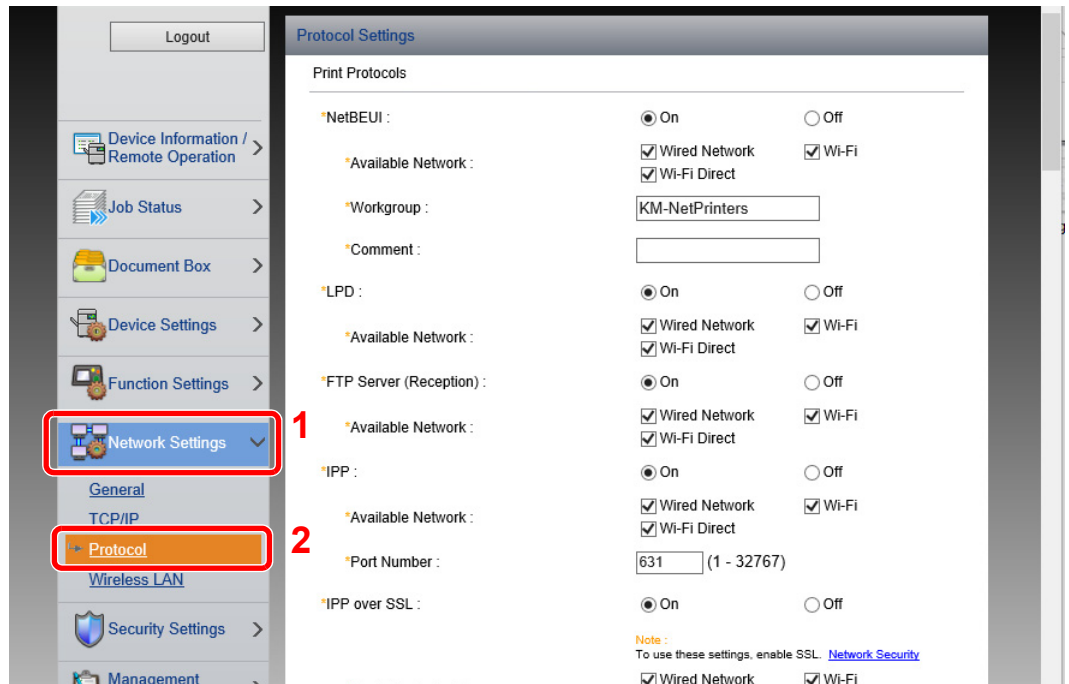 Logout
Device Information /
Remote Operation
Job Status
Document Box
Device Settings
Function Settings
Network Settings
1
General
TCP/IP
Protocol
2
Wireless LAN
Security Settings
Management
Protocol Settings
Print Protocols
*NetBEUI :
On
Off
*Available Network :
Wired Network
Wi-Fi
Wi-Fi Direct
*Workgroup :
KM-NetPrinters
*Comment :
*LPD :
On
Off
*Available Network :
Wired Network
Wi-Fi
Wi-Fi Direct
*FTP Server (Reception) :
On
Off
*Available Network :
Wired Network
Wi-Fi
Wi-Fi Direct
*IPP :
On
Off
*Available Network :
Wired Network
Wi-Fi
Wi-Fi Direct
*Port Number :
631
(1 - 32767)
*IPP over SSL :
On
Off
Note :
To use these settings, enable SSL. Network Security
Wired Network
Wi-Fi